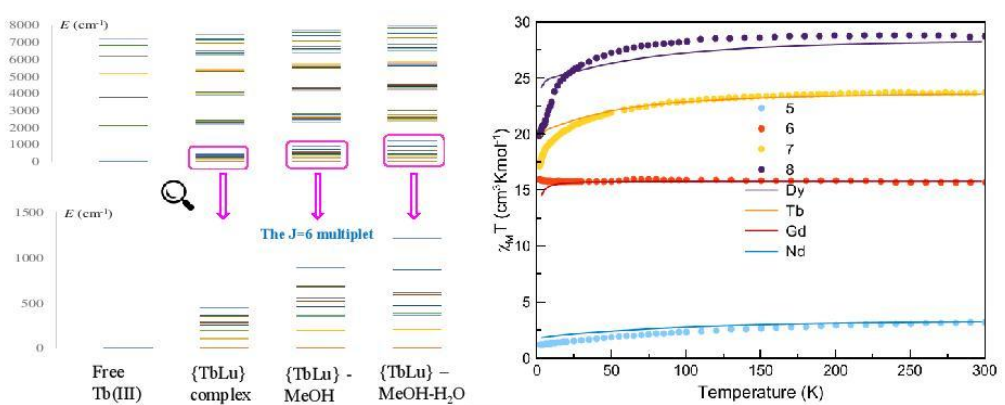 E (cm⁻¹)
8000
7000
6000
5000
4000
3000
2000
1000
0
E (cm⁻¹)
1500
The J=6 multiplet
1000
500
0
Free
Tb(III)
{TbLu}
complex
{TbLu} -
MeOH
{TbLu} –
MeOH-H₂O
30
25
20
15
10
5
0
χMT (cm³Kmol⁻¹)
5
6
7
8
Dy
Tb
Gd
Nd
0 50 100 150 200 250 300
Temperature (K)